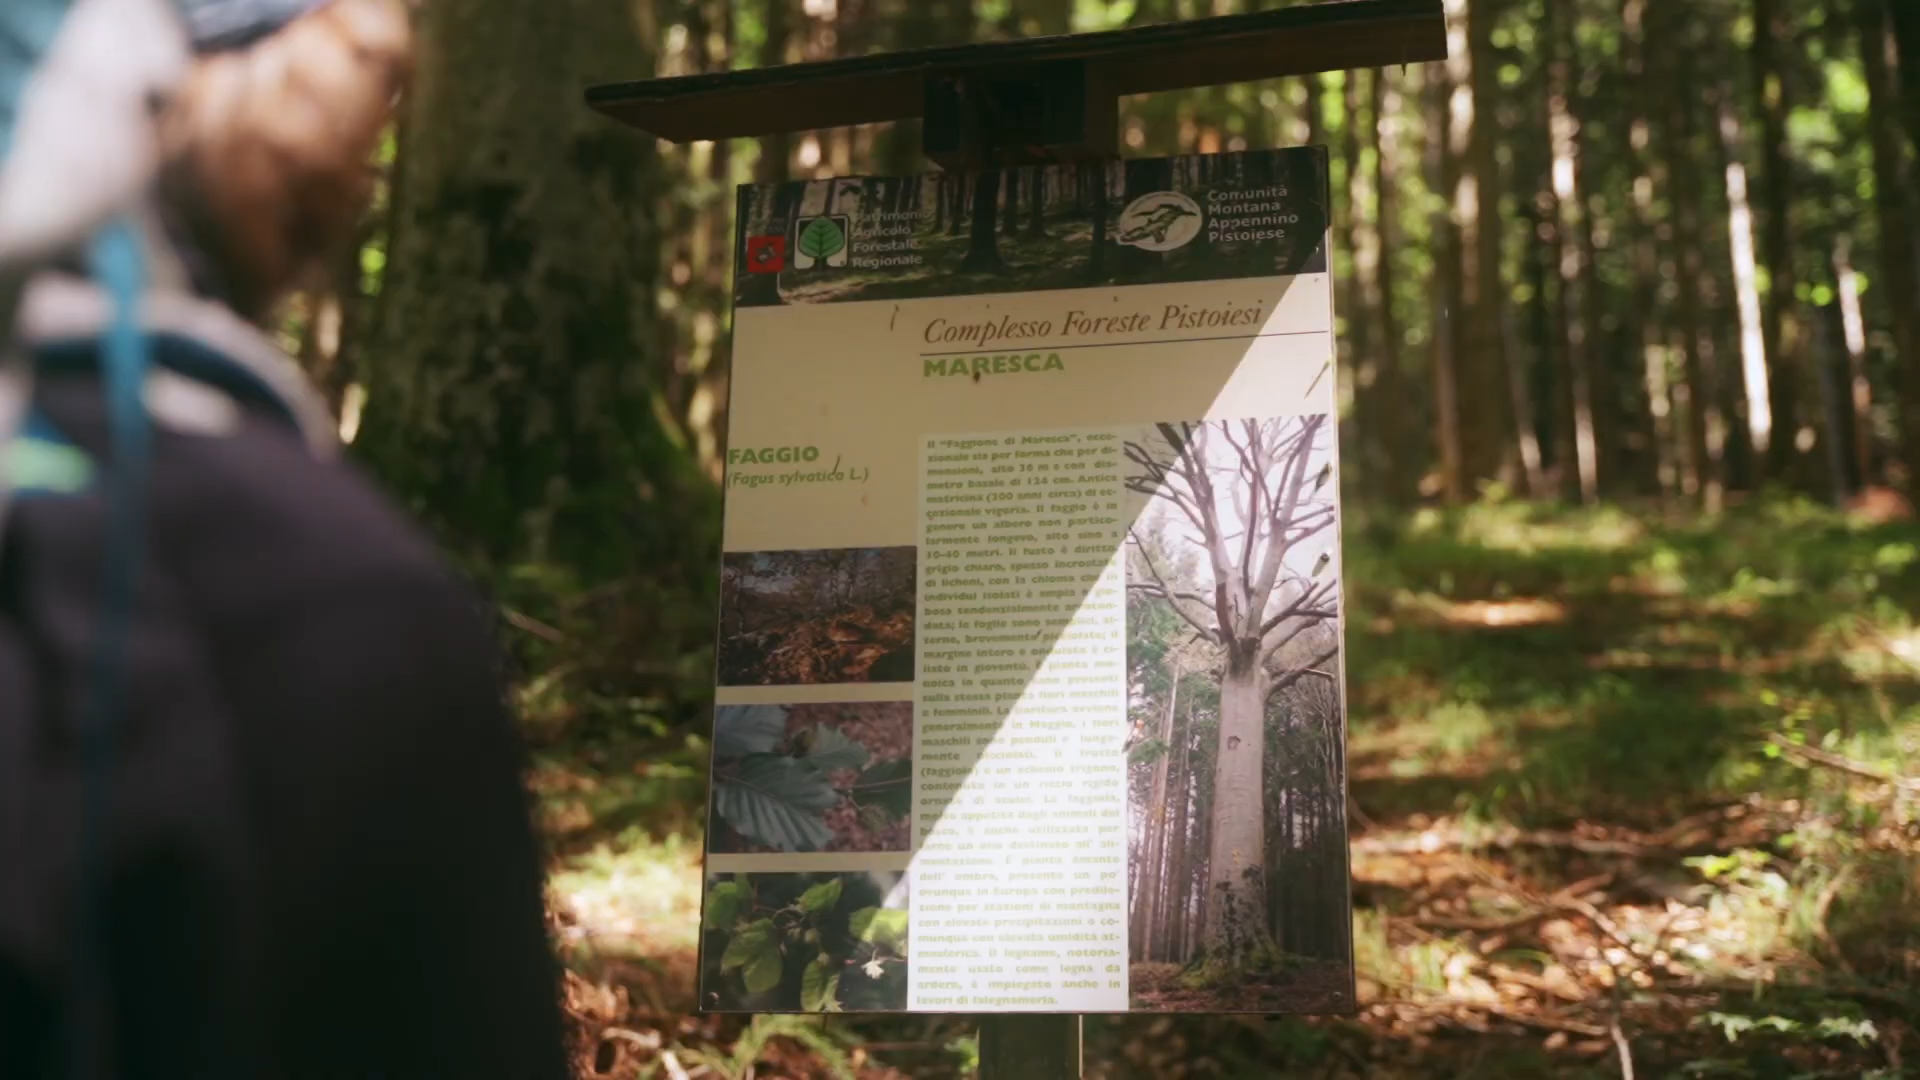 Patrimonio
Agricolo
Forestale
Regionale
Comunità
Montana
Appennino
Pistoiese
Complesso Foreste Pistoiesi
MARESCA
FAGGIO
(Fagus sylvatica L.)
Il "Faggione di Maresca", ecce-
zionale sia per forma che per di-
mensioni, alto 36 m e con dia-
metro basale di 124 cm. Antica
matricina (200 anni circa) di ec-
cezionale vigoria. Il faggio è in
genere un albero non partico-
larmente longevo, alto sino a
30-40 metri. Il fusto è diritto,
grigio chiaro, spesso incrostato
di licheni, con la chioma che in
individui isolati è ampia e glo-
bosa tendenzialmente arroton-
data; le foglie sono semplici, al-
terne, brevemente picciolate; il
margine intero e ondulato è ci-
liato in gioventù. È pianta mo-
noica in quanto sono presenti
sulla stessa pianta fiori maschili
e femminili. La fioritura avviene
generalmente in Maggio, i fiori
maschili sono penduli e lunga-
mente picciolati. Il frutto
(faggiola) è un achenio trigono,
contenuto in un riccio rigido
ornato di aculei. La faggiola,
molto appetita dagli animali del
bosco, è anche utilizzata per
farne un olio destinato all' ali-
mentazione. È pianta amante
dell' ombra, presente un po'
ovunque in Europa con predile-
zione per stazioni di montagna
con elevate precipitazioni o co-
munque con elevata umidità at-
mosferica. Il legname, notoria-
mente usato come legna da
ardere, è impiegato anche in
lavori di falegnameria.